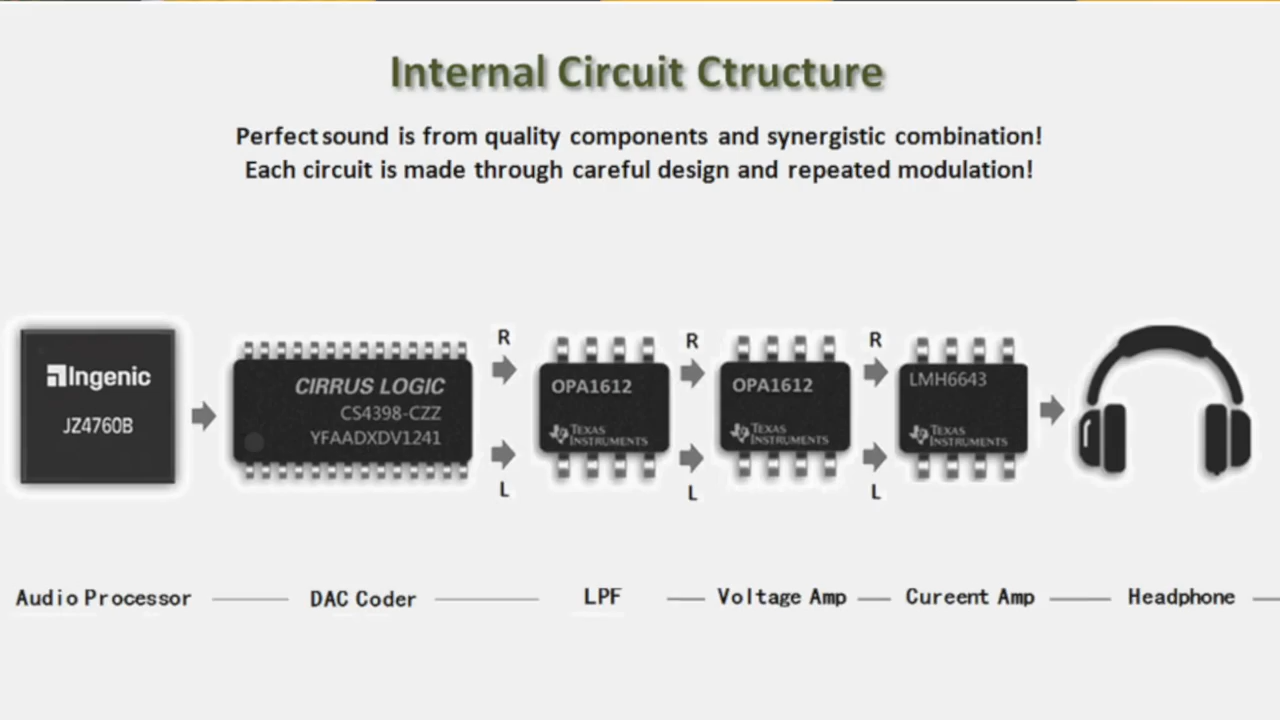 Internal Circuit Ctructure
Perfect sound is from quality components and synergistic combination!
Each circuit is made through careful design and repeated modulation!
Ingenic
JZ4760B
CIRRUS LOGIC
CS4398-CZZ
YFAADXDV1241
R
L
OPA1612
TEXAS
INSTRUMENTS
R
L
OPA1612
TEXAS
INSTRUMENTS
R
L
LMH6643
TEXAS
INSTRUMENTS
Audio Processor
DAC Coder
LPF
Voltage Amp
Cureent Amp
Headphone